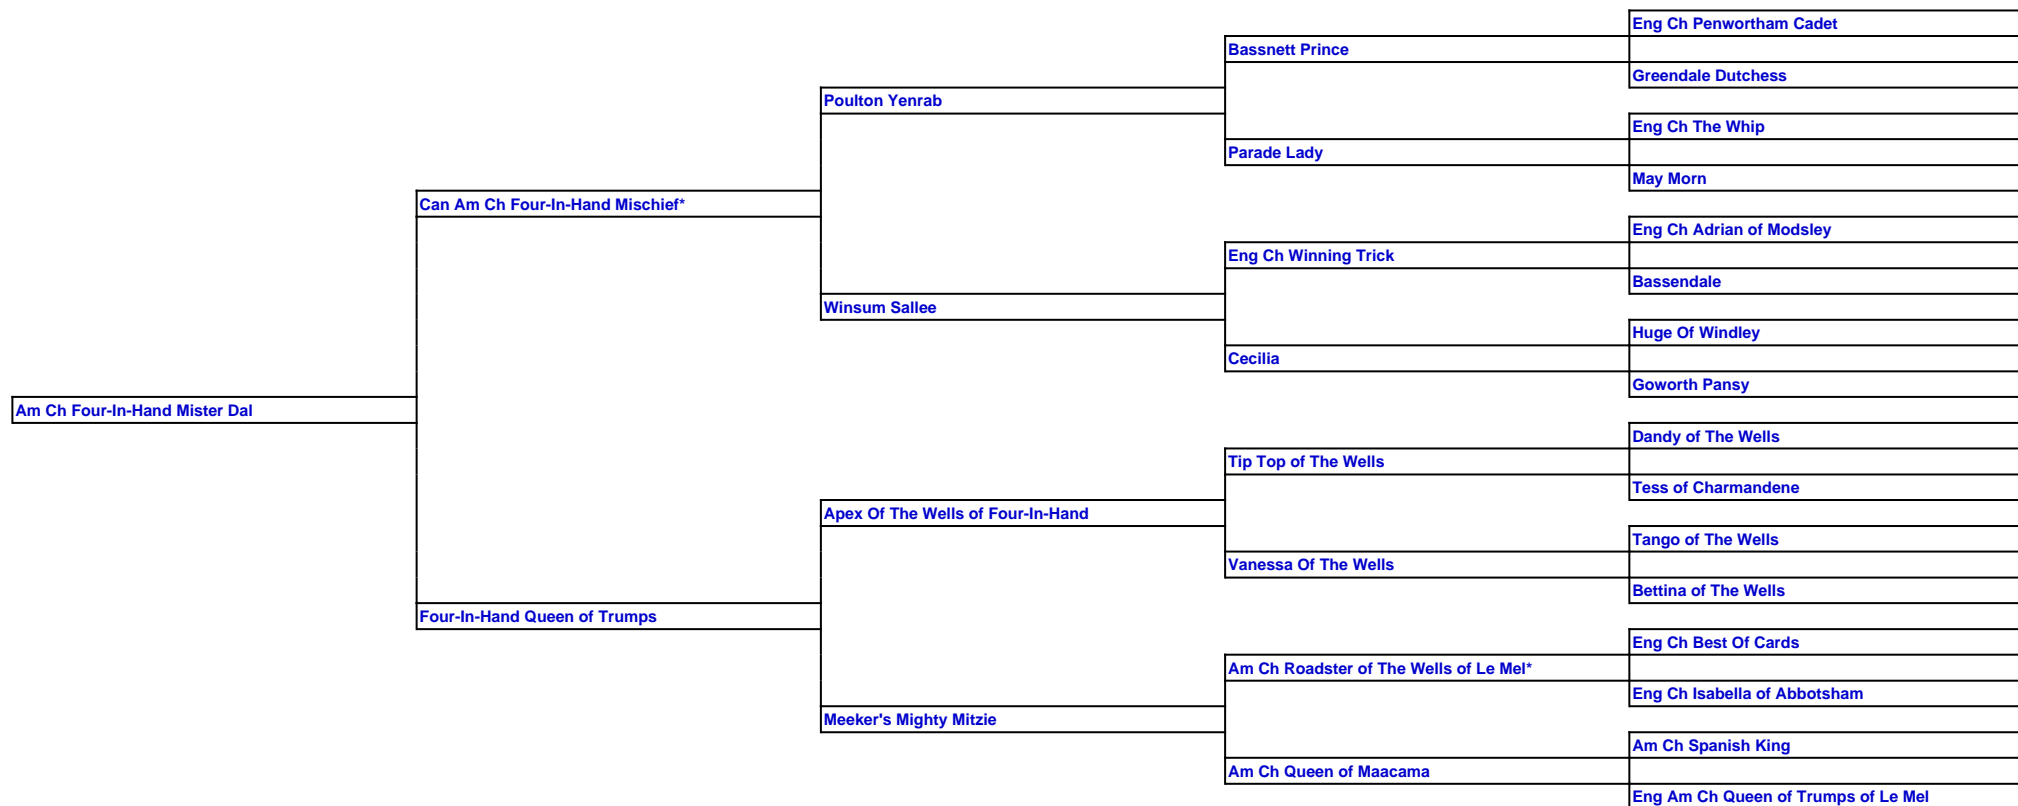 Eng Ch Penwortham Cadet
Bassnett Prince
Greendale Dutchess
Poulton Yenrab
Eng Ch The Whip
Parade Lady
May Morn
Can Am Ch Four-In-Hand Mischief*
Eng Ch Adrian of Modsley
Eng Ch Winning Trick
Bassendale
Winsum Sallee
Huge Of Windley
Cecilia
Goworth Pansy
Am Ch Four-In-Hand Mister Dal
Dandy of The Wells
Tip Top of The Wells
Tess of Charmandene
Apex Of The Wells of Four-In-Hand
Tango of The Wells
Vanessa Of The Wells
Bettina of The Wells
Four-In-Hand Queen of Trumps
Eng Ch Best Of Cards
Am Ch Roadster of The Wells of Le Mel*
Eng Ch Isabella of Abbotsham
Meeker's Mighty Mitzie
Am Ch Spanish King
Am Ch Queen of Maacama
Eng Am Ch Queen of Trumps of Le Mel